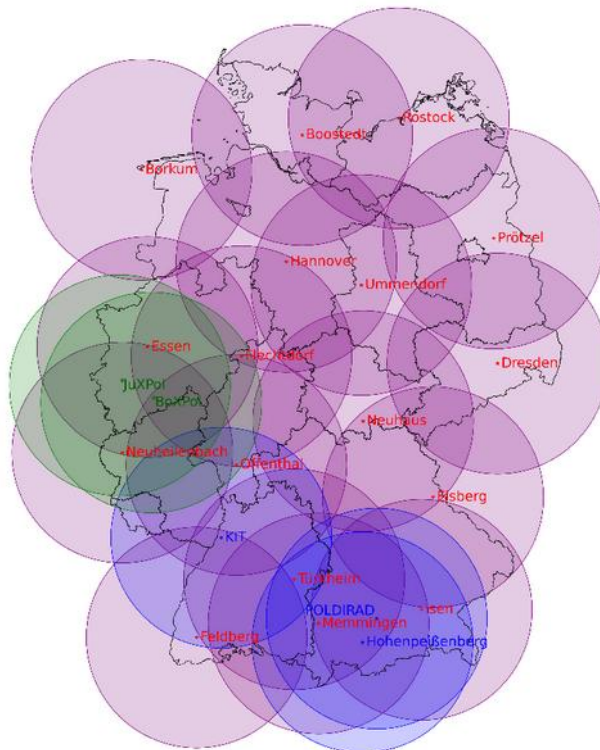 Rostock
Boostedt
Borkum
Prötzel
Hannover
Ummendorf
Essen
Flechtdorf
Dresden
JuXPol
BoXPol
Neuhaus
Neuheilenbach
Offenthal
Eisberg
KIT
Türkheim
POLDIRAD
Isen
Memmingen
Feldberg
Hohenpeißenberg